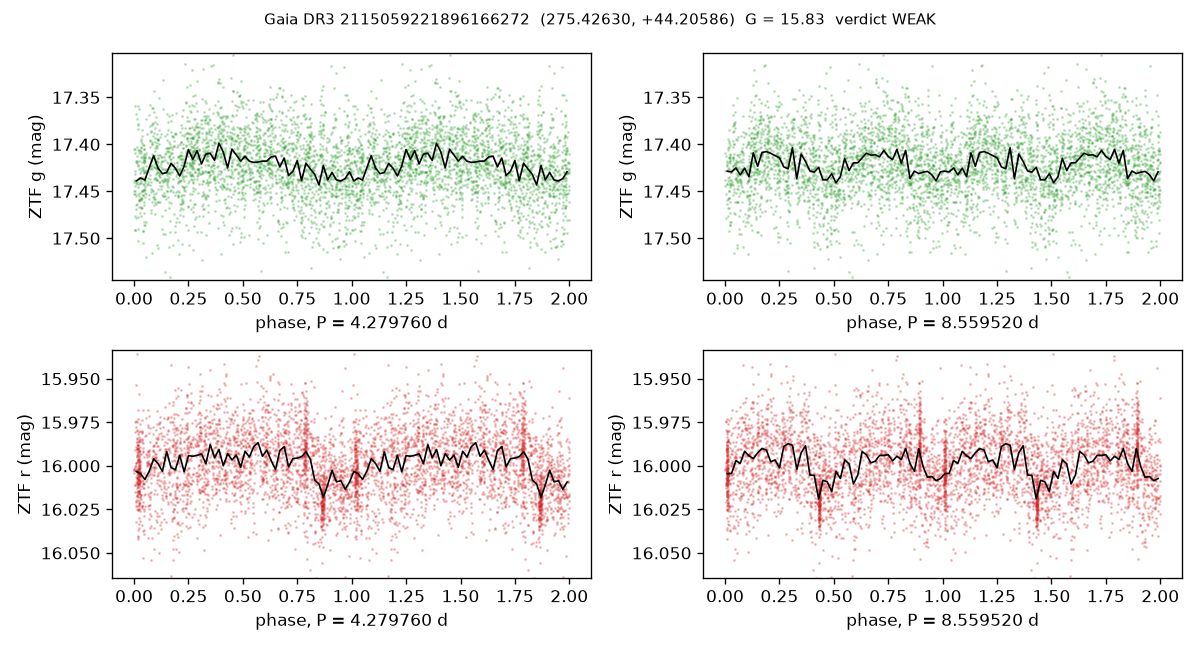 Gaia DR3 2115059221896166272 (275.42630, +44.20586) G = 15.83 verdict WEAK
ZTF g (mag)
17.35
17.40
17.45
17.50
0.00 0.25 0.50 0.75 1.00 1.25 1.50 1.75 2.00
phase, P = 4.279760 d
ZTF g (mag)
17.35
17.40
17.45
17.50
0.00 0.25 0.50 0.75 1.00 1.25 1.50 1.75 2.00
phase, P = 8.559520 d
ZTF r (mag)
15.950
15.975
16.000
16.025
16.050
0.00 0.25 0.50 0.75 1.00 1.25 1.50 1.75 2.00
phase, P = 4.279760 d
ZTF r (mag)
15.950
15.975
16.000
16.025
16.050
0.00 0.25 0.50 0.75 1.00 1.25 1.50 1.75 2.00
phase, P = 8.559520 d